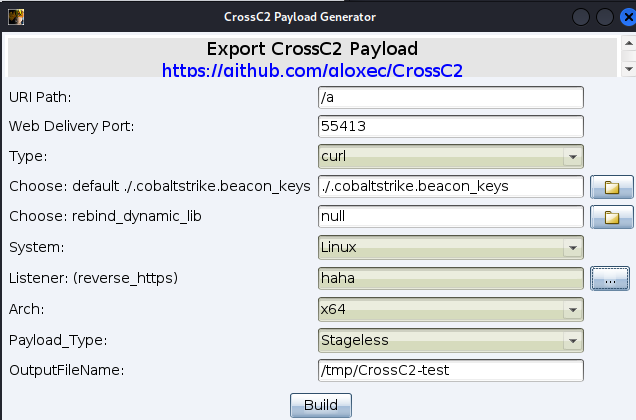 CrossC2 Payload Generator
Export CrossC2 Payload
https://github.com/gloxec/CrossC2
URI Path: /a
Web Delivery Port: 55413
Type: curl
Choose: default ./.cobaltstrike.beacon_keys ./.cobaltstrike.beacon_keys
Choose: rebind_dynamic_lib null
System: Linux
Listener: (reverse_https) haha ...
Arch: x64
Payload_Type: Stageless
OutputFileName: /tmp/CrossC2-test
Build